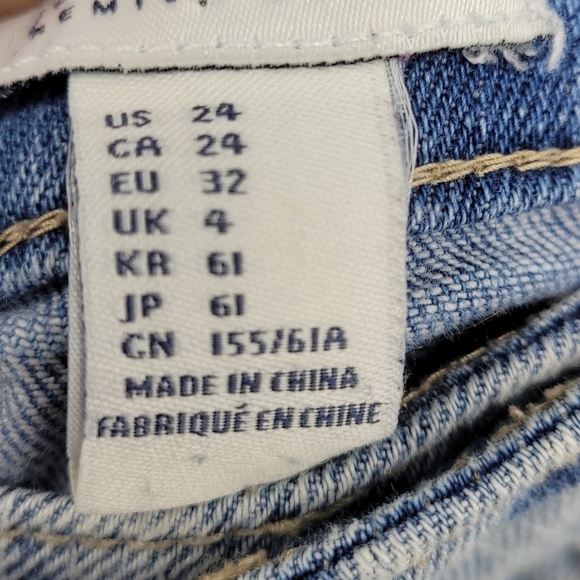 US 24
CA 24
EU 32
UK 4
KR 61
JP 61
CN 155/61A
MADE IN CHINA
FABRIQUÉ EN CHINE